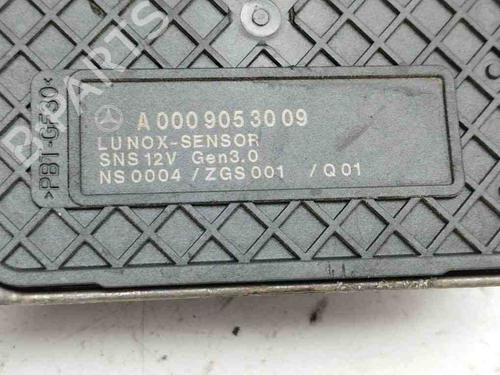 A 000 905 30 09
LUNOX-SENSOR
SNS 12V Gen3.0
NS 0004 / ZGS 001 / Q 01
>PBT-GF30<
B-PARTS